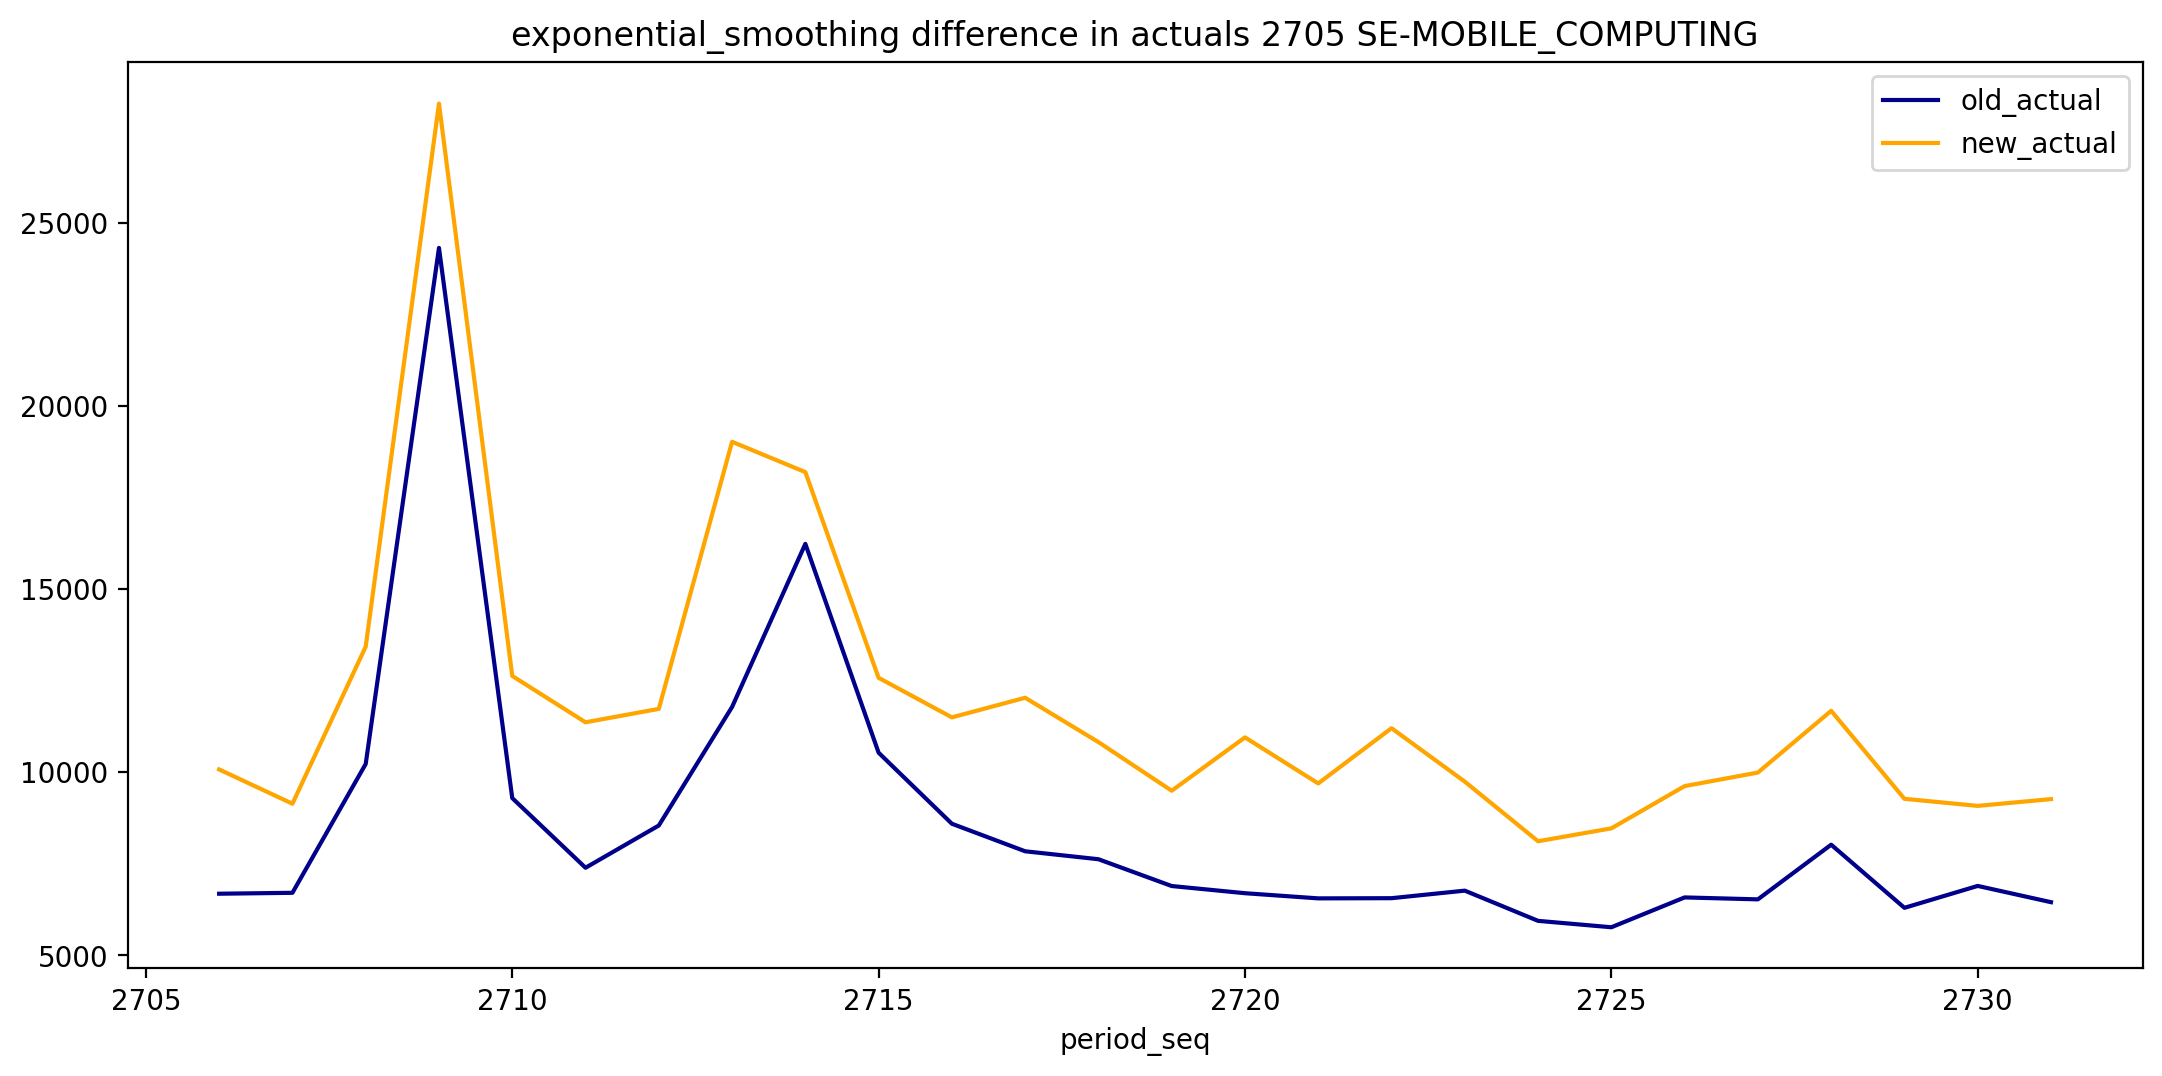 exponential_smoothing difference in actuals 2705 SE-MOBILE_COMPUTING
old_actual
new_actual
25000
20000
15000
10000
5000
2705 2710 2715 2720 2725 2730
period_seq